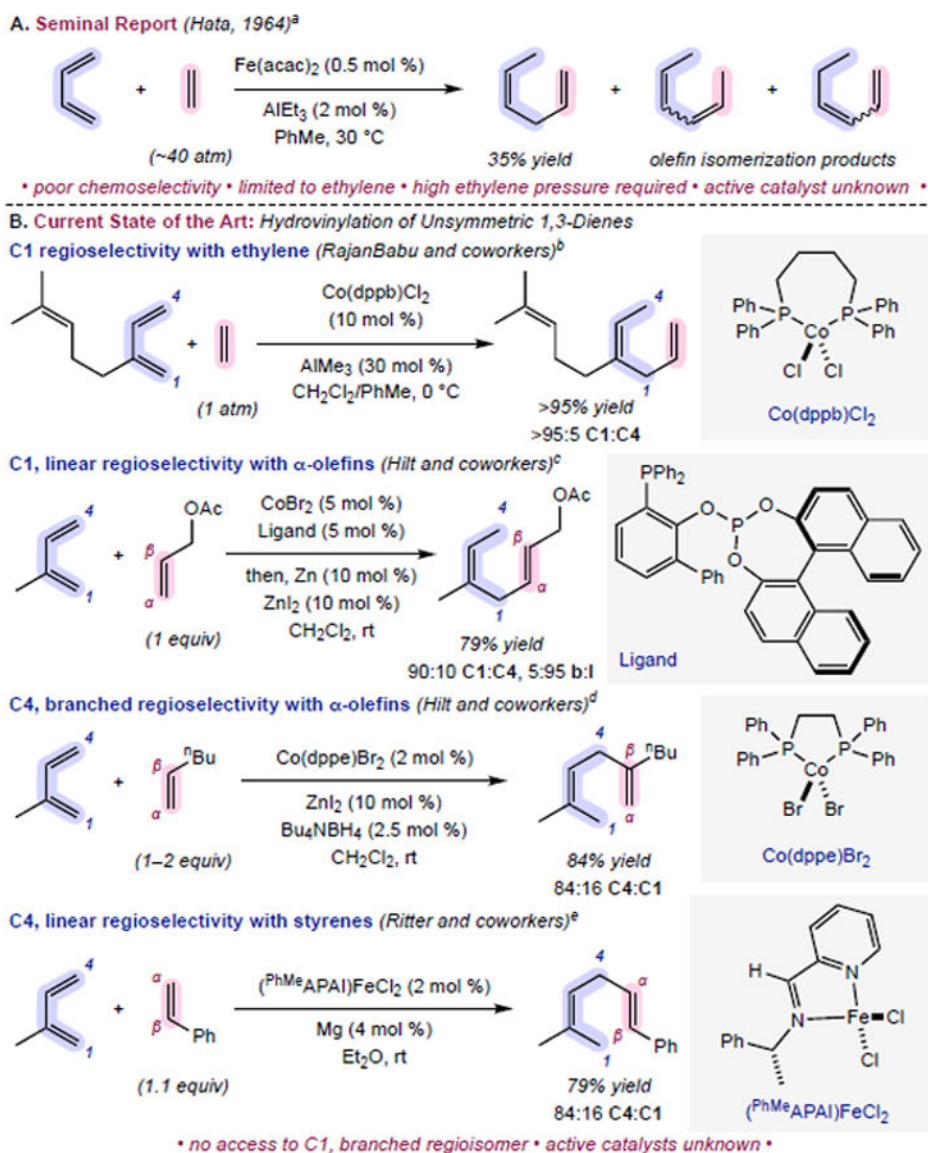 A. Seminal Report (Hata, 1964)ᵃ
+
(~40 atm)
Fe(acac)₂ (0.5 mol %)
AlEt₃ (2 mol %)
PhMe, 30 °C
35% yield
+
+
olefin isomerization products
• poor chemoselectivity • limited to ethylene • high ethylene pressure required • active catalyst unknown •
B. Current State of the Art: Hydrovinylation of Unsymmetric 1,3-Dienes
C1 regioselectivity with ethylene (RajanBabu and coworkers)ᵇ
4
1
+
(1 atm)
Co(dppb)Cl₂
(10 mol %)
AlMe₃ (30 mol %)
CH₂Cl₂/PhMe, 0 °C
4
1
>95% yield
>95:5 C1:C4
Ph P P Ph
Ph Co Ph
Cl Cl
Co(dppb)Cl₂
C1, linear regioselectivity with α-olefins (Hilt and coworkers)ᶜ
4
1
+
OAc
β
α
(1 equiv)
CoBr₂ (5 mol %)
Ligand (5 mol %)
then, Zn (10 mol %)
ZnI₂ (10 mol %)
CH₂Cl₂, rt
OAc
4
β
α
1
79% yield
90:10 C1:C4, 5:95 b:l
PPh₂
O P O
O
Ph
Ligand
C4, branched regioselectivity with α-olefins (Hilt and coworkers)ᵈ
4
1
+
β ⁿBu
α
(1–2 equiv)
Co(dppe)Br₂ (2 mol %)
ZnI₂ (10 mol %)
Bu₄NBH₄ (2.5 mol %)
CH₂Cl₂, rt
4
β ⁿBu
1 α
84% yield
84:16 C4:C1
Ph P P Ph
Ph Co Ph
Br Br
Co(dppe)Br₂
C4, linear regioselectivity with styrenes (Ritter and coworkers)ᵉ
4
1
+
α
β Ph
(1.1 equiv)
(ᴾʰᴹᵉAPAI)FeCl₂ (2 mol %)
Mg (4 mol %)
Et₂O, rt
4
α
β
1 Ph
79% yield
84:16 C4:C1
H N
N Fe Cl
Ph Cl
(ᴾʰᴹᵉAPAI)FeCl₂
• no access to C1, branched regioisomer • active catalysts unknown •